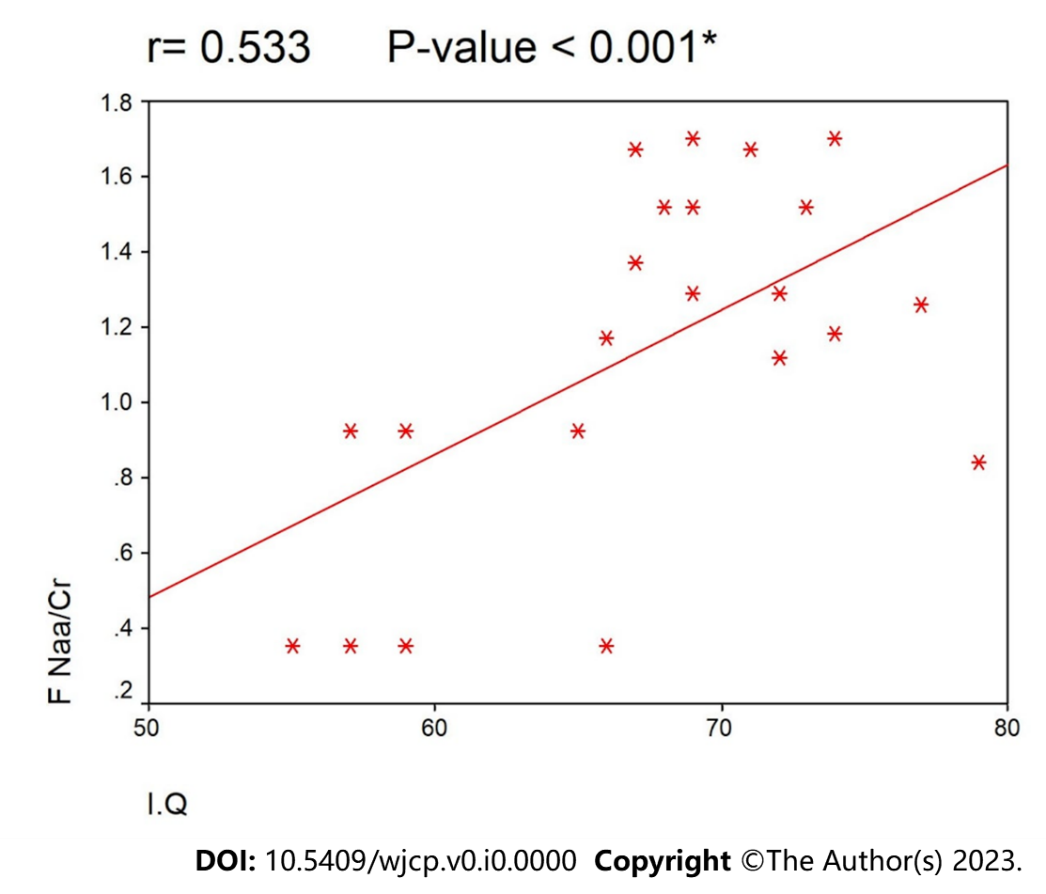 r= 0.533 P-value < 0.001*
1.8
1.6
1.4
1.2
1.0
.8
.6
.4
.2
F Naa/Cr
50 60 70 80
I.Q
DOI: 10.5409/wjcp.v0.i0.0000 Copyright ©The Author(s) 2023.